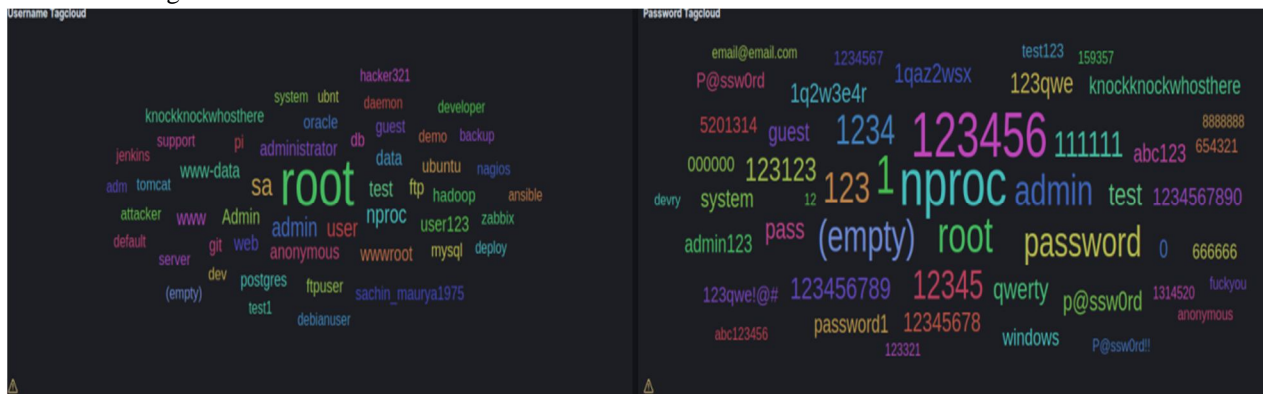 Username Tagcloud
hacker321
system ubnt
daemon
developer
knockknockwhosthere
oracle
guest
support
pi
administrator
db
demo
backup
jenkins
www-data
data
ubuntu
nagios
adm
tomcat
sa
root
test
ftp
hadoop
ansible
attacker
www
Admin
admin
user
nproc
user123
zabbix
default
git
web
anonymous
wwwroot
mysql
deploy
server
dev
postgres
ftpuser
sachin_maurya1975
(empty)
test1
debianuser
Password Tagcloud
email@email.com
1234567
test123
159357
P@ssw0rd
1q2w3e4r
1qaz2wsx
123qwe
knockknockwhosthere
5201314
guest
1234
123456
111111
abc123
8888888
654321
000000
123123
123
1
nproc
admin
test
1234567890
devry
system
12
admin123
pass
(empty)
root
password
0
666666
123qwe!@#
123456789
12345
qwerty
p@ssw0rd
1314520
fuckyou
anonymous
abc123456
password1
12345678
windows
P@ssw0rd!!
123321